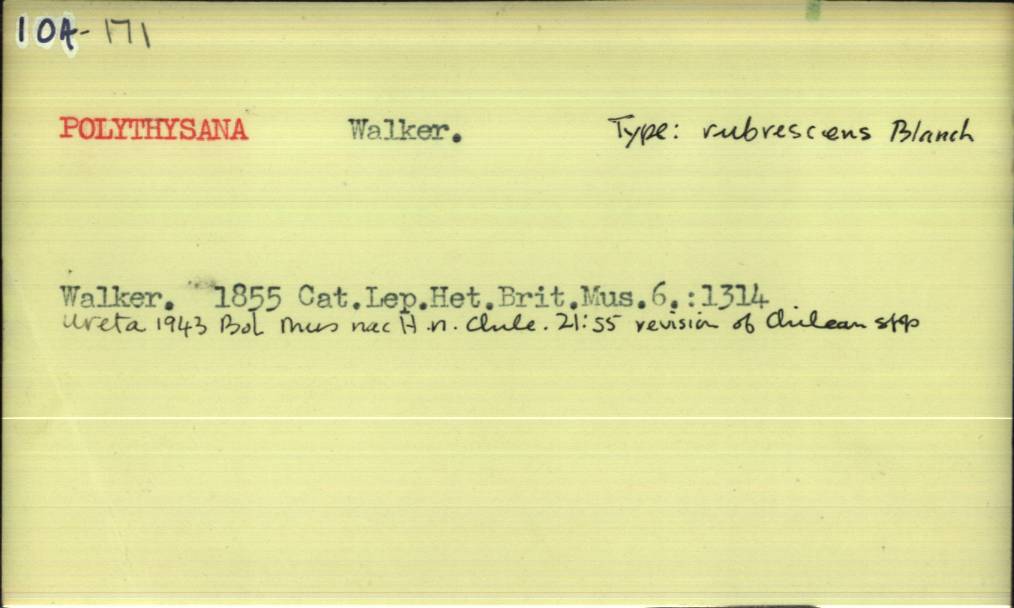 10A-171
POLYTHYSANA Walker. Type: rubrescens Blanch
Walker. 1855 Cat.Lep.Het.Brit.Mus.6.:1314
Ureta 1943 Bol Mus nac H.n. Chile. 21:55 revision of Chilean spp